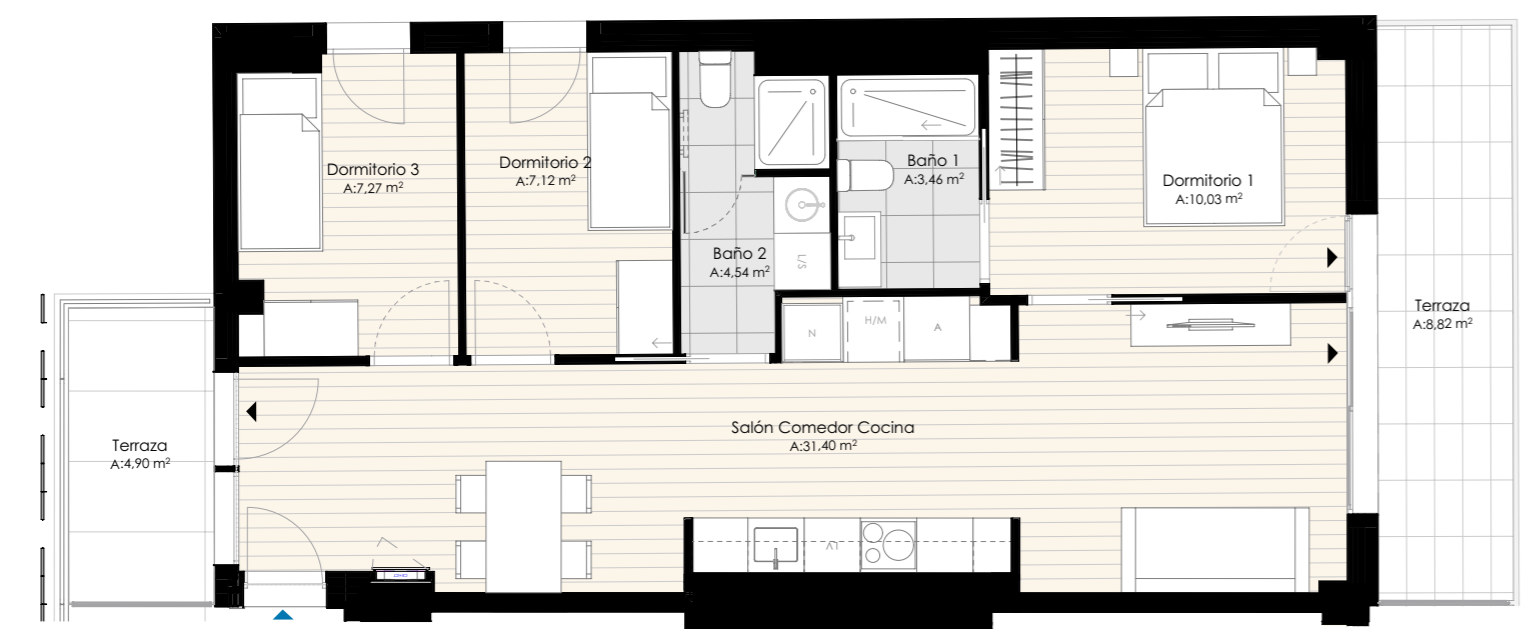 Dormitorio 3
A:7,27 m²
Dormitorio 2
A:7,12 m²
Baño 1
A:3,46 m²
Dormitorio 1
A:10,03 m²
Baño 2
A:4,54 m²
L/S
Terraza
A:8,82 m²
N
H/M
A
Salón Comedor Cocina
A:31,40 m²
Terraza
A:4,90 m²
LV